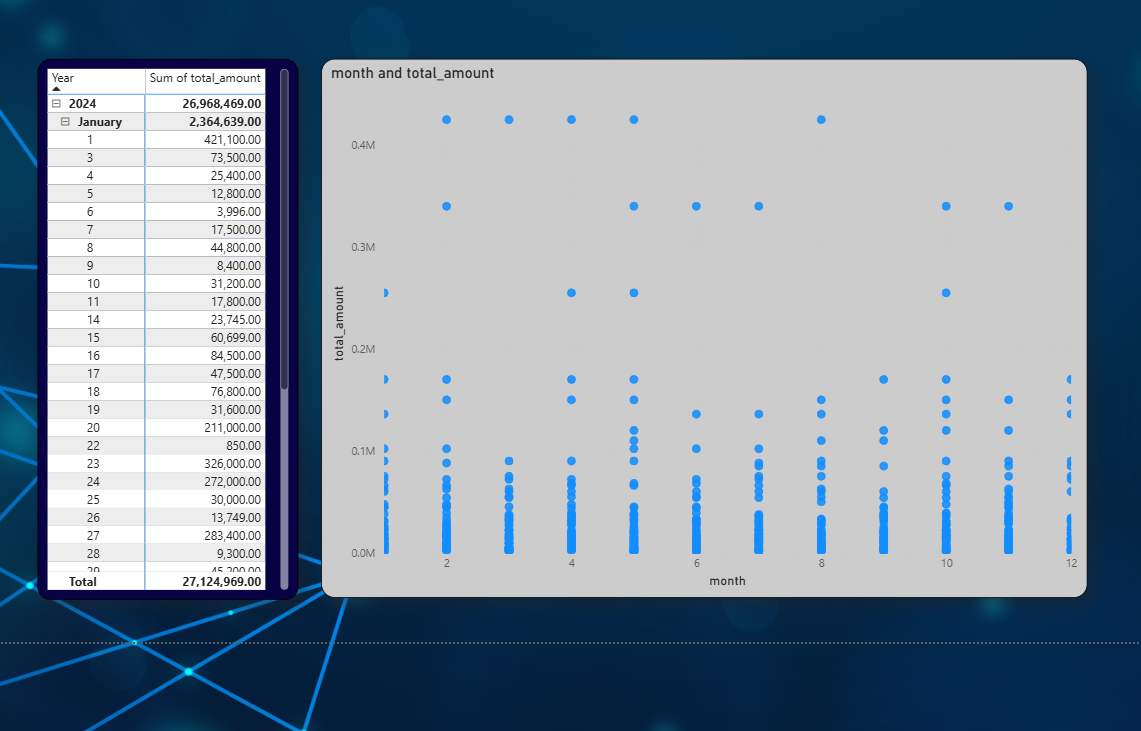 Year Sum of total_amount
2024 26,968,469.00
January 2,364,639.00
1 421,100.00
3 73,500.00
4 25,400.00
5 12,800.00
6 3,996.00
7 17,500.00
8 44,800.00
9 8,400.00
10 31,200.00
11 17,800.00
14 23,745.00
15 60,699.00
16 84,500.00
17 47,500.00
18 76,800.00
19 31,600.00
20 211,000.00
22 850.00
23 326,000.00
24 272,000.00
25 30,000.00
26 13,749.00
27 283,400.00
28 9,300.00
29 45,200.00
Total 27,124,969.00
month and total_amount
total_amount
0.4M
0.3M
0.2M
0.1M
0.0M
2 4 6 8 10 12
month